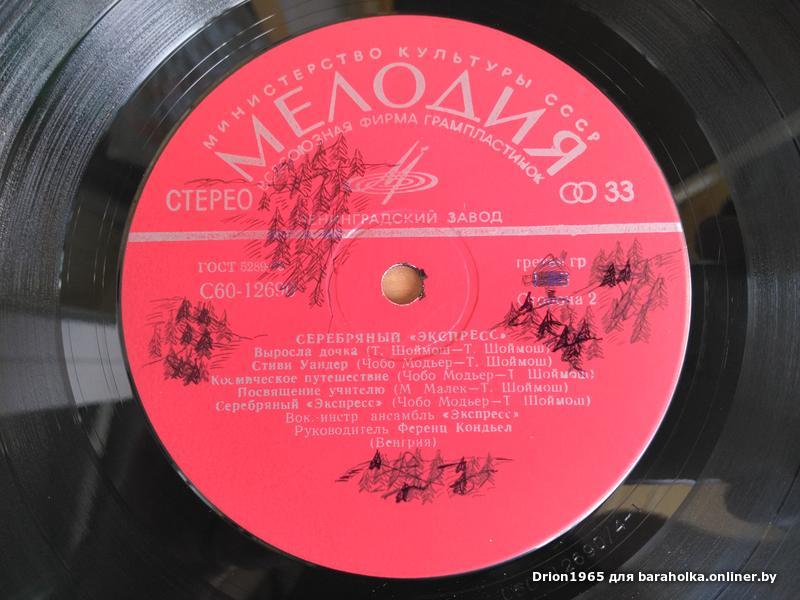 МИНИСТЕРСТВО КУЛЬТУРЫ СССР
МЕЛОДИЯ
ВСЕСОЮЗНАЯ ФИРМА ГРАМПЛАСТИНОК
СТЕРЕО
33
ЛЕНИНГРАДСКИЙ ЗАВОД
ГОСТ 5289
гр
С60-1269
Сторона 2
СЕРЕБРЯНЫЙ «ЭКСПРЕСС»
Выросла дочка (Т. Шоймош—Т. Шоймош)
Стиви Уандер (Чобо Модьер—Т. Шоймош)
Космическое путешествие (Чобо Модьер—Т Шоймош)
Посвящение учителю (М Малек—Т. Шоймош)
Серебряный «Экспресс» (Чобо Модьер—Т Шоймош)
Вок.-инстр ансамбль «Экспресс»
Руководитель Ференц Кондьел
(Венгрия)
Drion1965 для baraholka.onliner.by